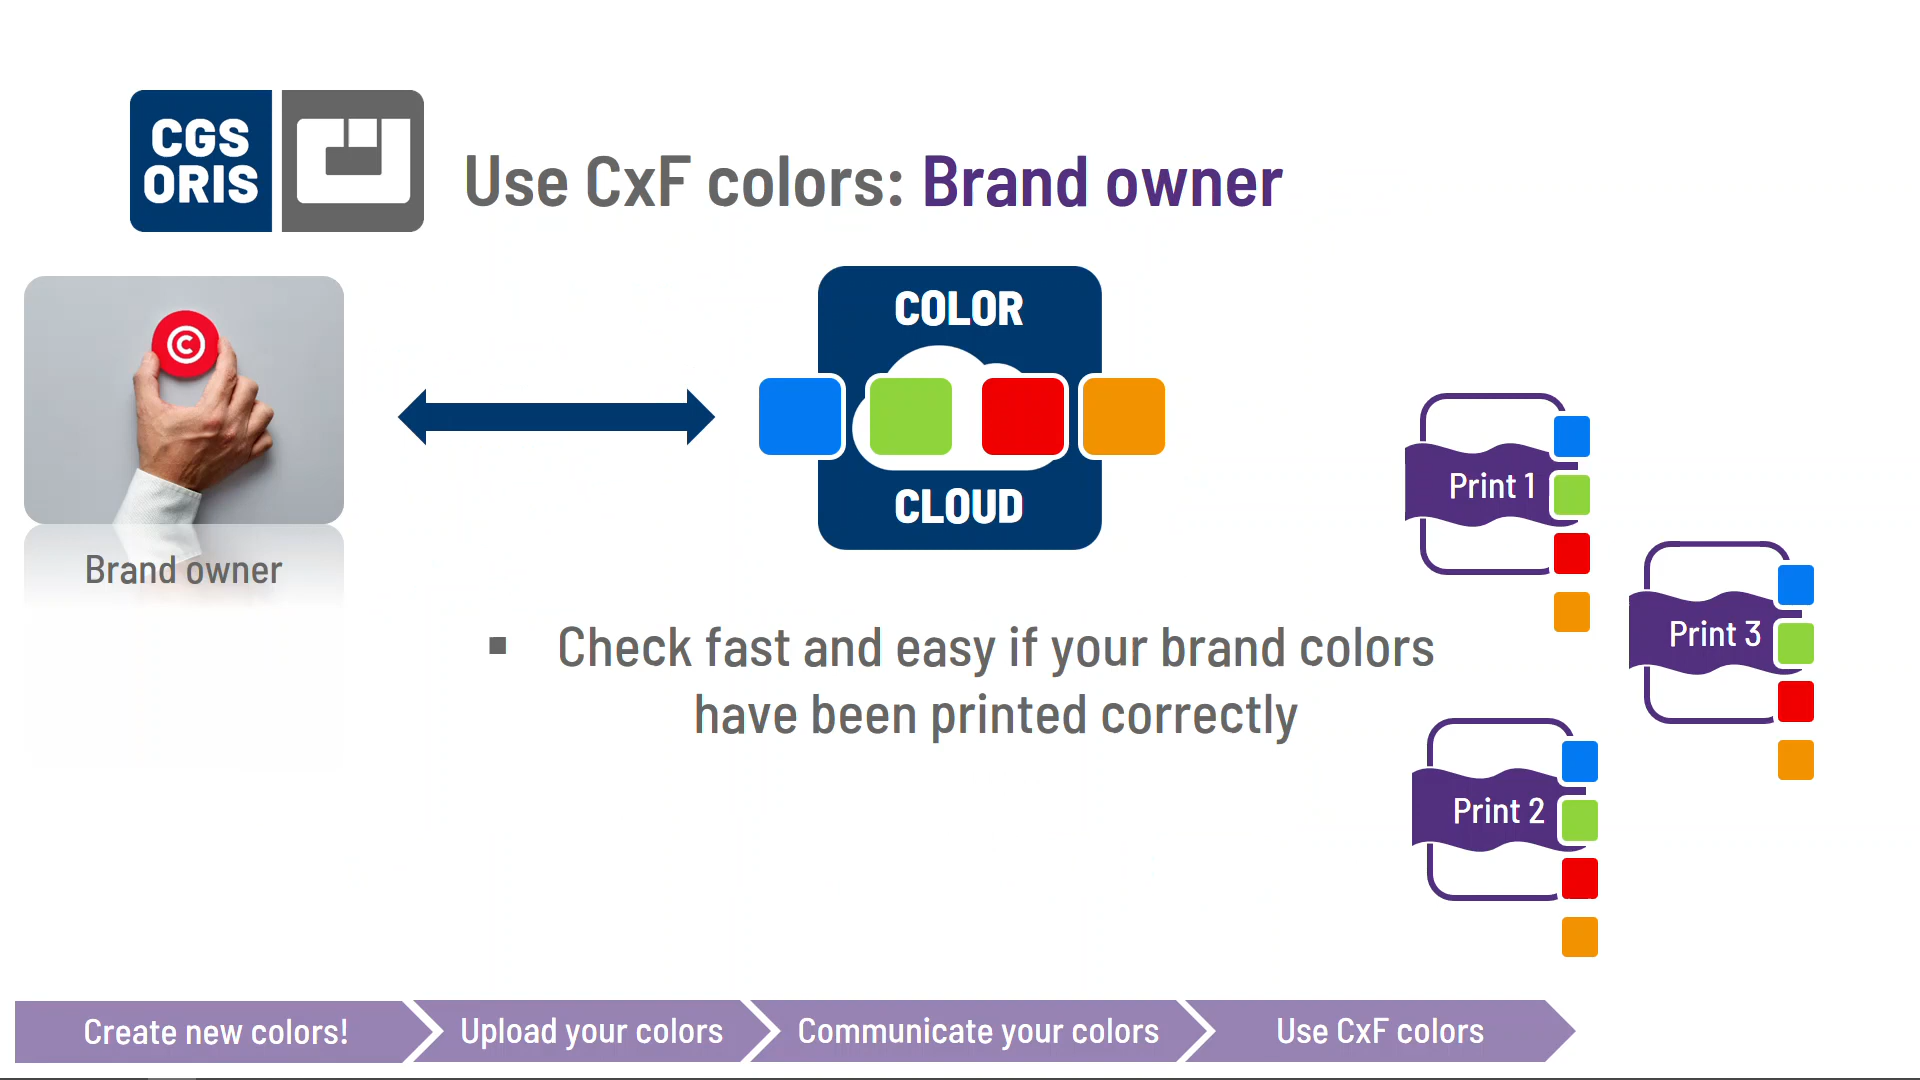 CGS
ORIS
Use CxF colors: Brand owner
©
COLOR
CLOUD
Brand owner
▪ Check fast and easy if your brand colors
have been printed correctly
Print 1
Print 3
Print 2
Create new colors!
Upload your colors
Communicate your colors
Use CxF colors